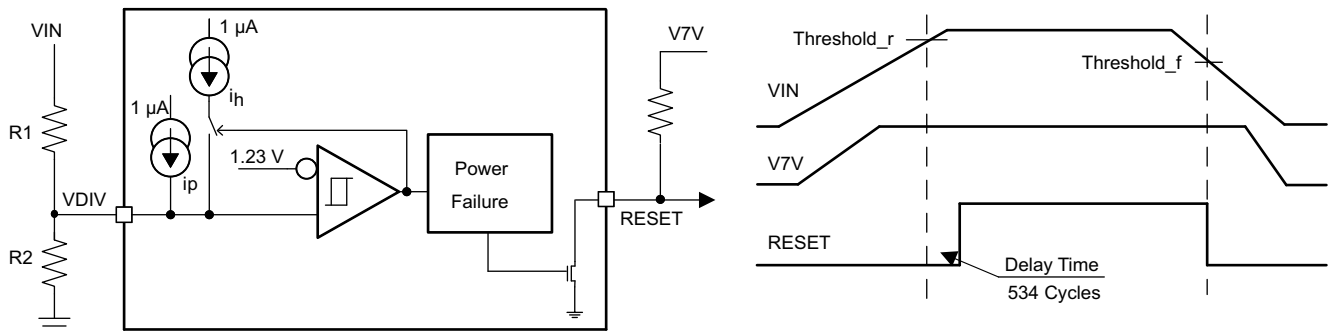 VIN
R1
VDIV
R2
1 µA
ih
1 µA
ip
1.23 V
Power
Failure
V7V
RESET
Threshold_r
Threshold_f
VIN
V7V
RESET
Delay Time
534 Cycles